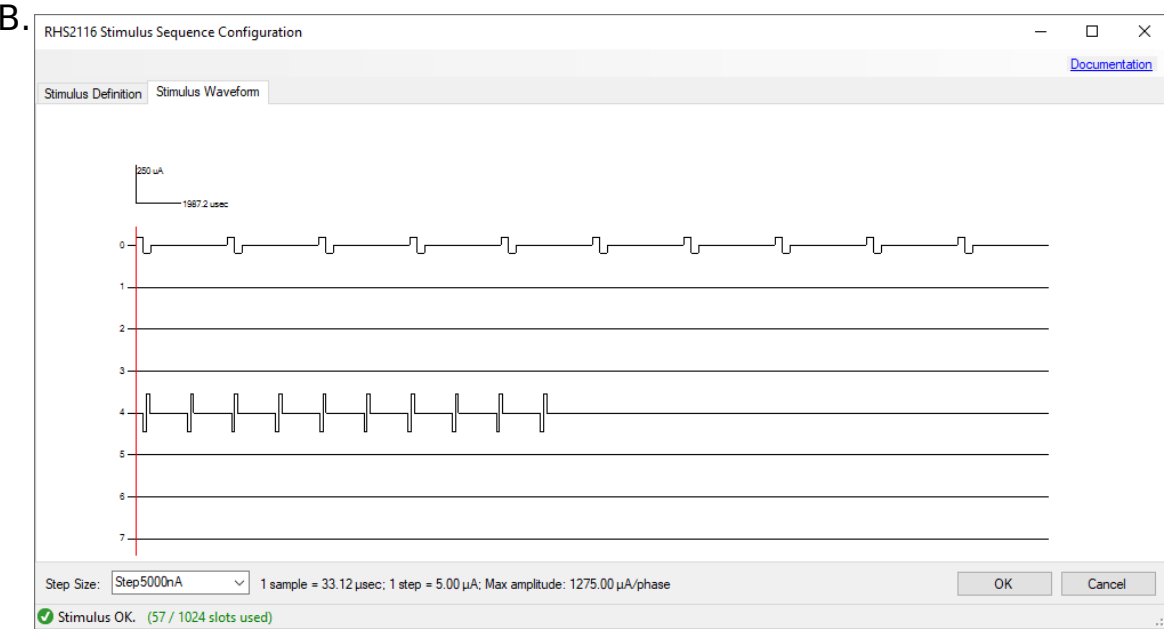 B.
RHS2116 Stimulus Sequence Configuration
Documentation
Stimulus Definition Stimulus Waveform
250 uA
1987.2 usec
0
1
2
3
4
5
6
7
Step Size: Step5000nA 1 sample = 33.12 µsec; 1 step = 5.00 µA; Max amplitude: 1275.00 µA/phase OK Cancel
Stimulus OK. (57 / 1024 slots used)